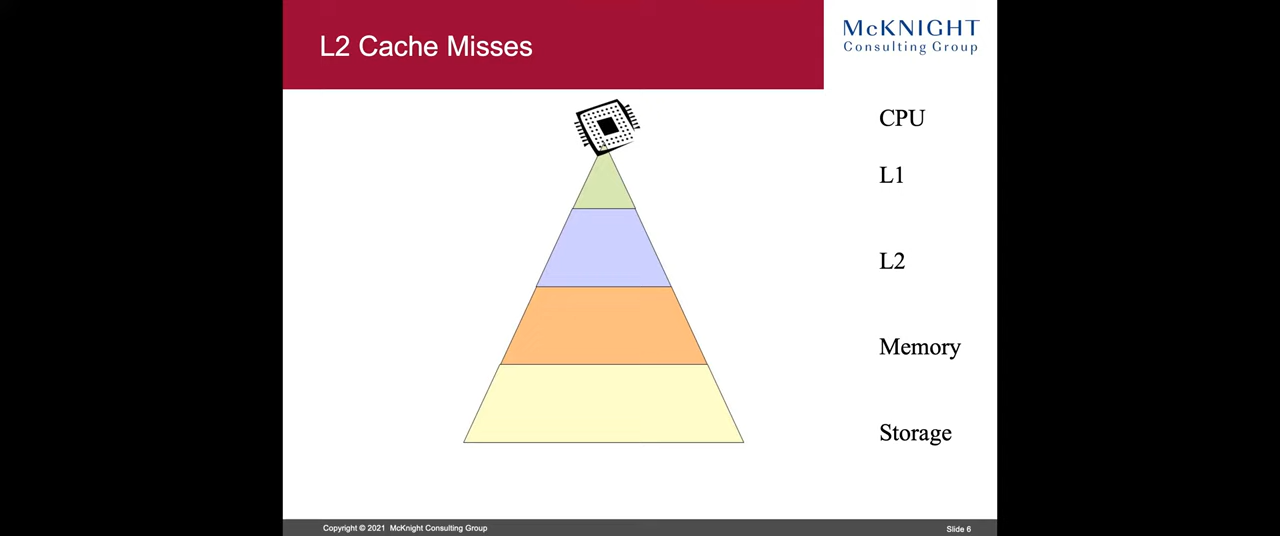 L2 Cache Misses
McKNIGHT
Consulting Group
CPU
L1
L2
Memory
Storage
Copyright © 2021 McKnight Consulting Group
Slide 6